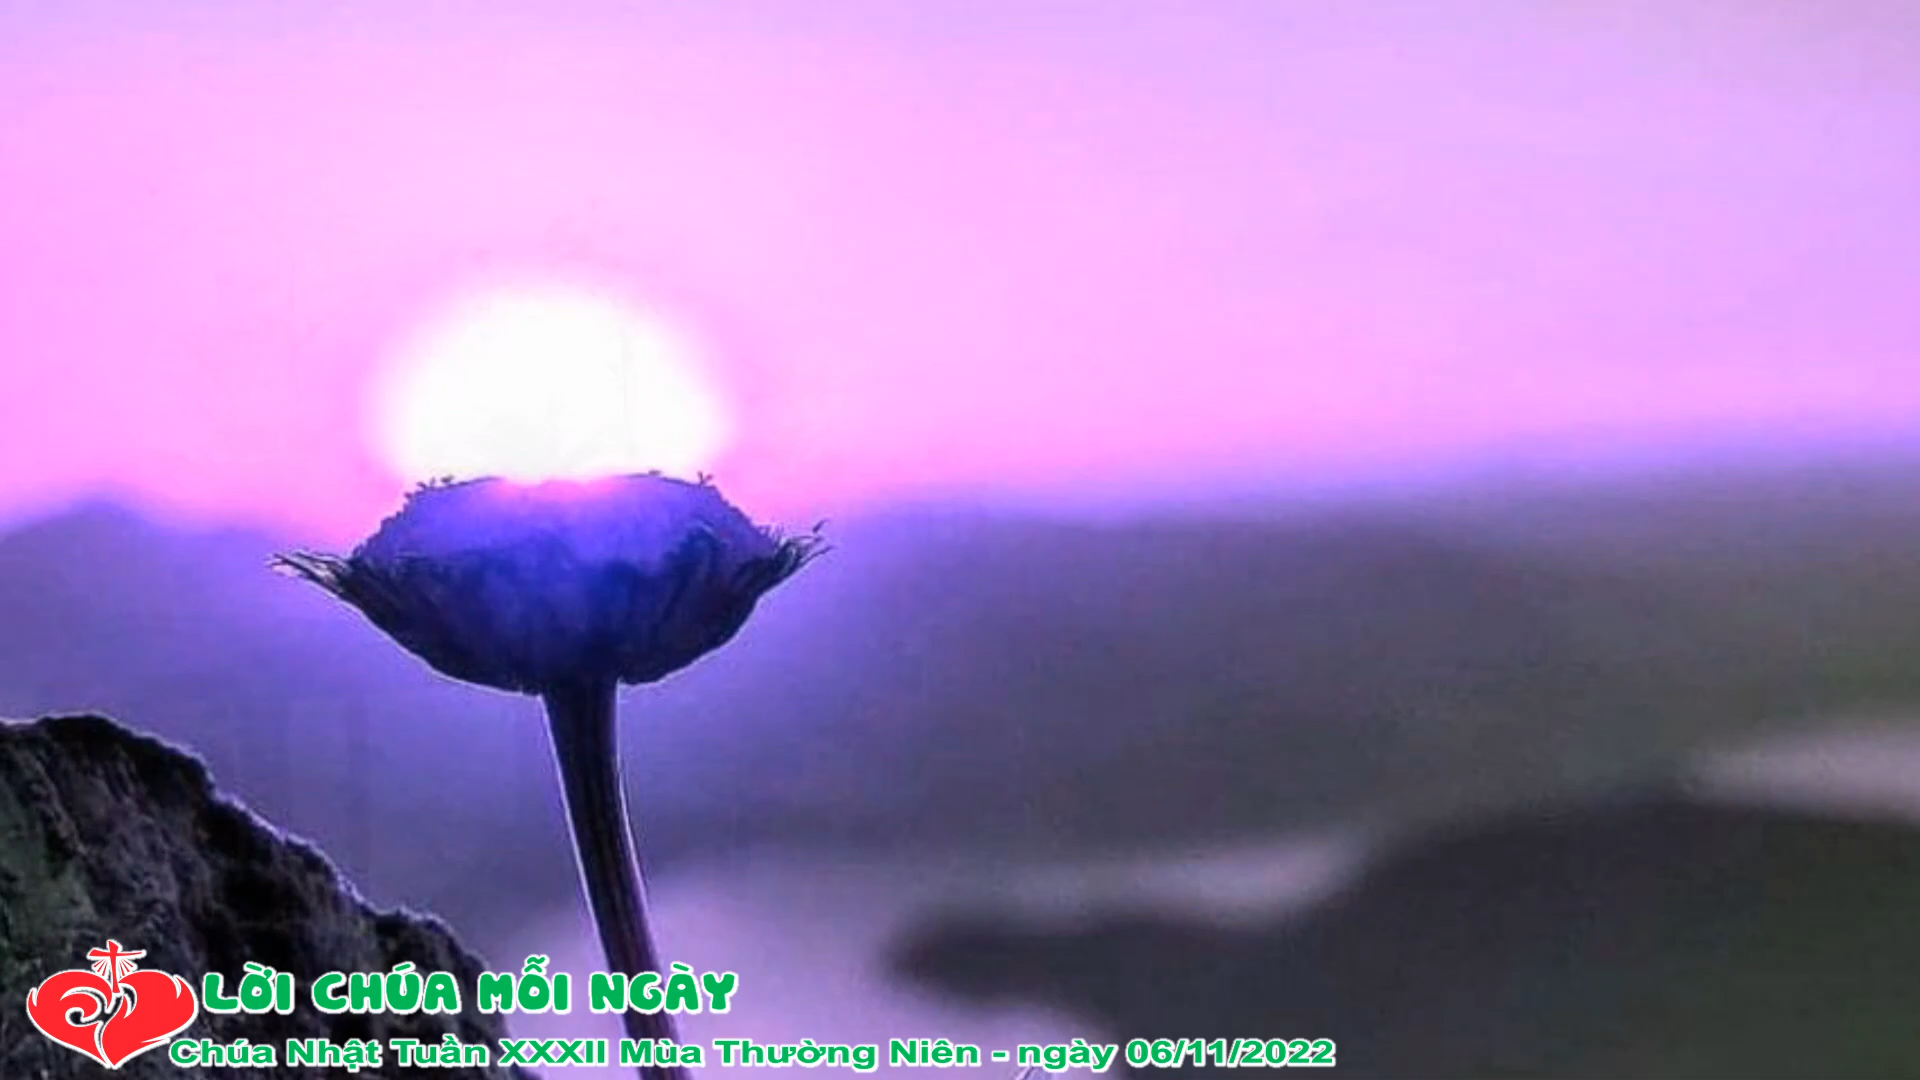 LỜI CHÚA MỖI NGÀY
Chúa Nhật Tuần XXXII Mùa Thường Niên - ngày 06/11/2022